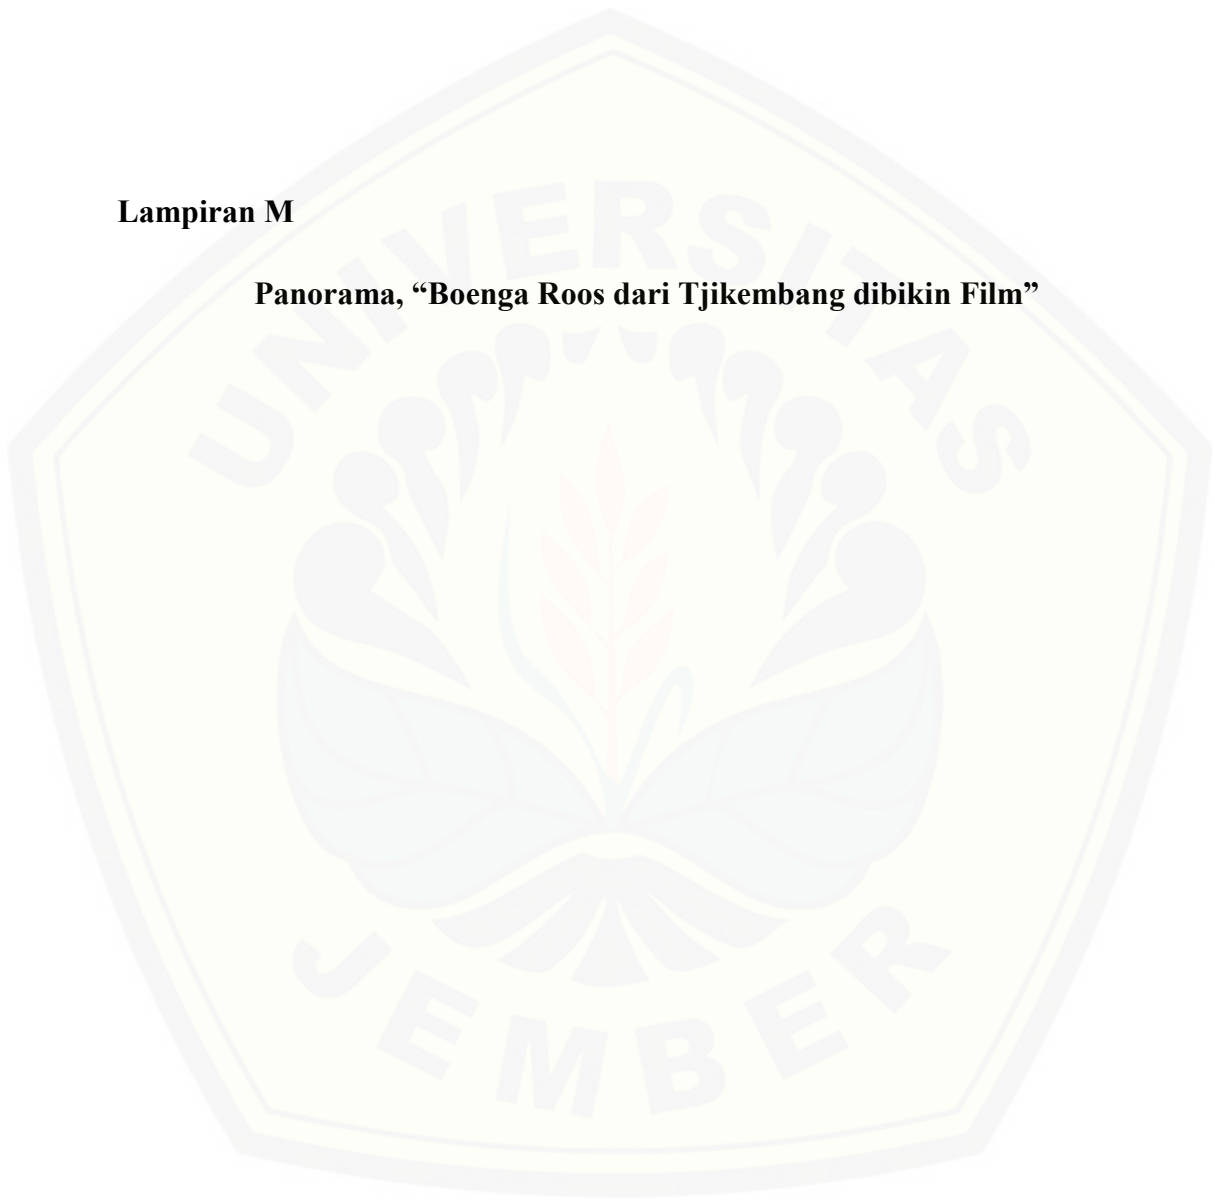 Lampiran M
Panorama, “Boenga Roos dari Tjikembang dibikin Film”
UNIVERSITAS
JEMBER